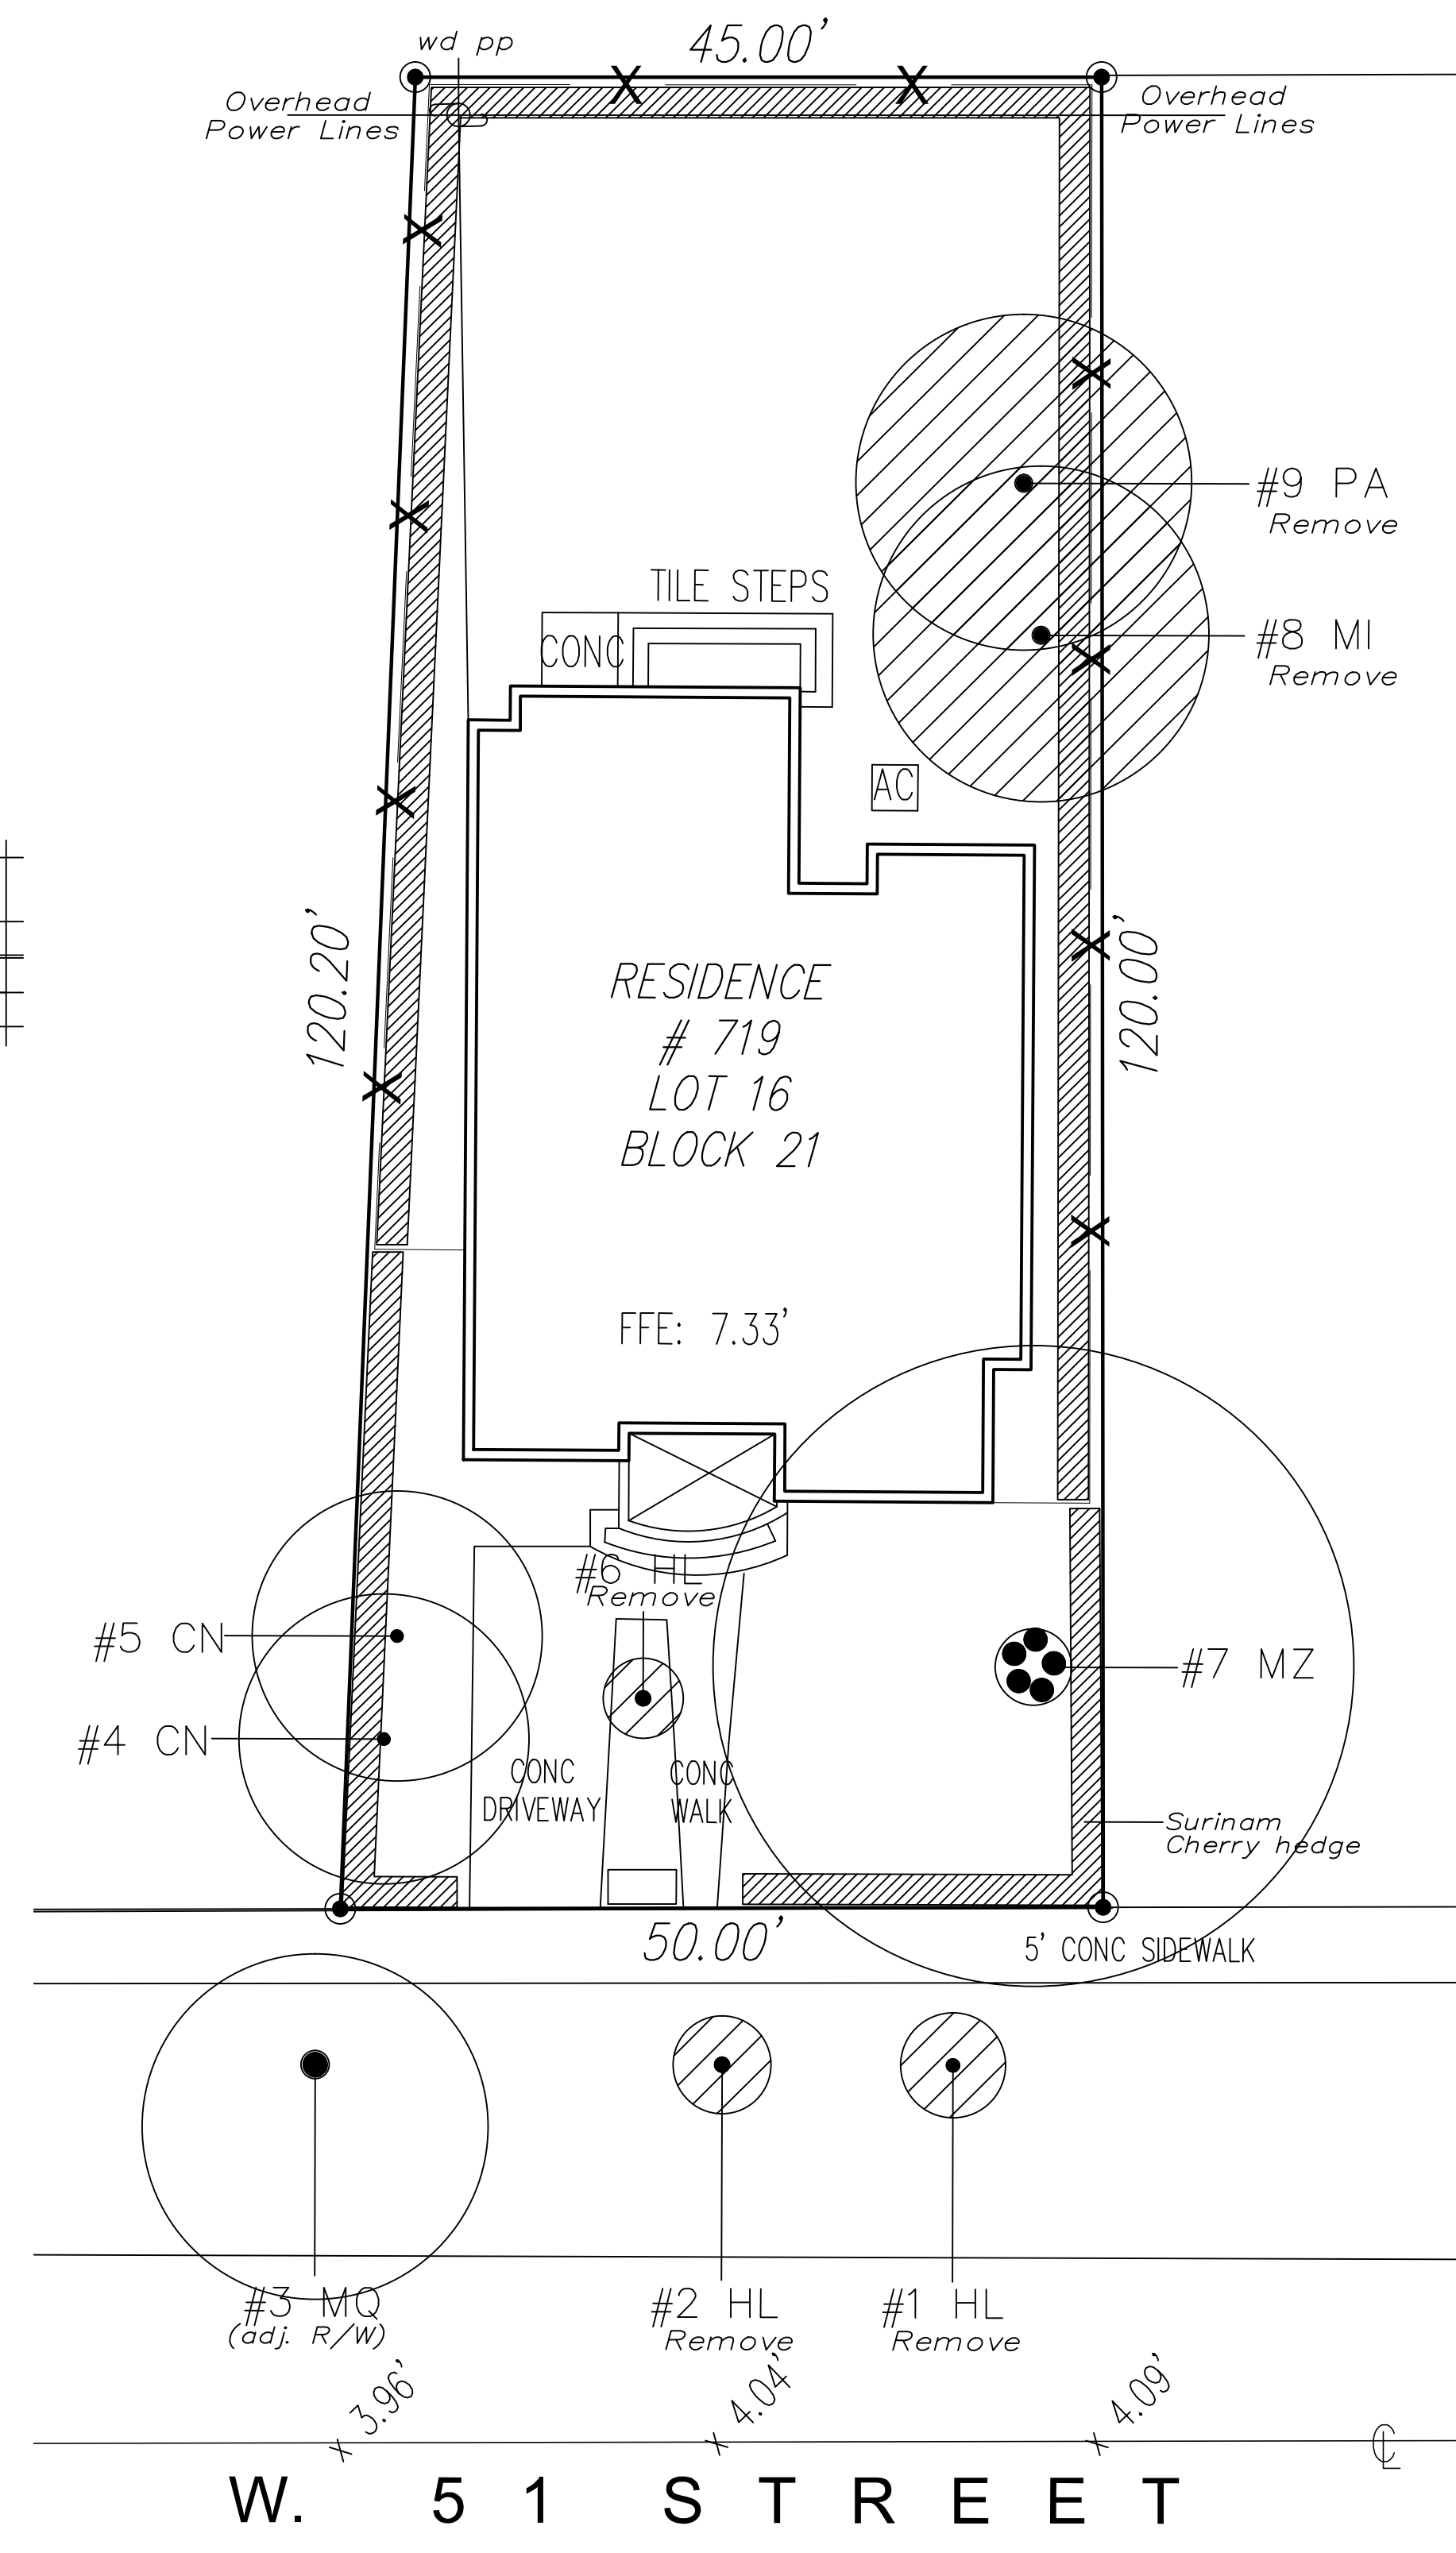 wd pp
45.00'
Overhead
Power Lines
Overhead
Power Lines
#9 PA
Remove
TILE STEPS
CONC
#8 MI
Remove
AC
120.20'
120.00'
RESIDENCE
# 719
LOT 16
BLOCK 21
FFE: 7.33'
#6 HL
Remove
#5 CN
#7 MZ
#4 CN
CONC
DRIVEWAY
CONC
WALK
Surinam
Cherry hedge
50.00'
5' CONC SIDEWALK
#3 MQ
(adj. R/W)
#2 HL
Remove
#1 HL
Remove
3.96'
4.04'
4.09'
℄
W. 51 STREET